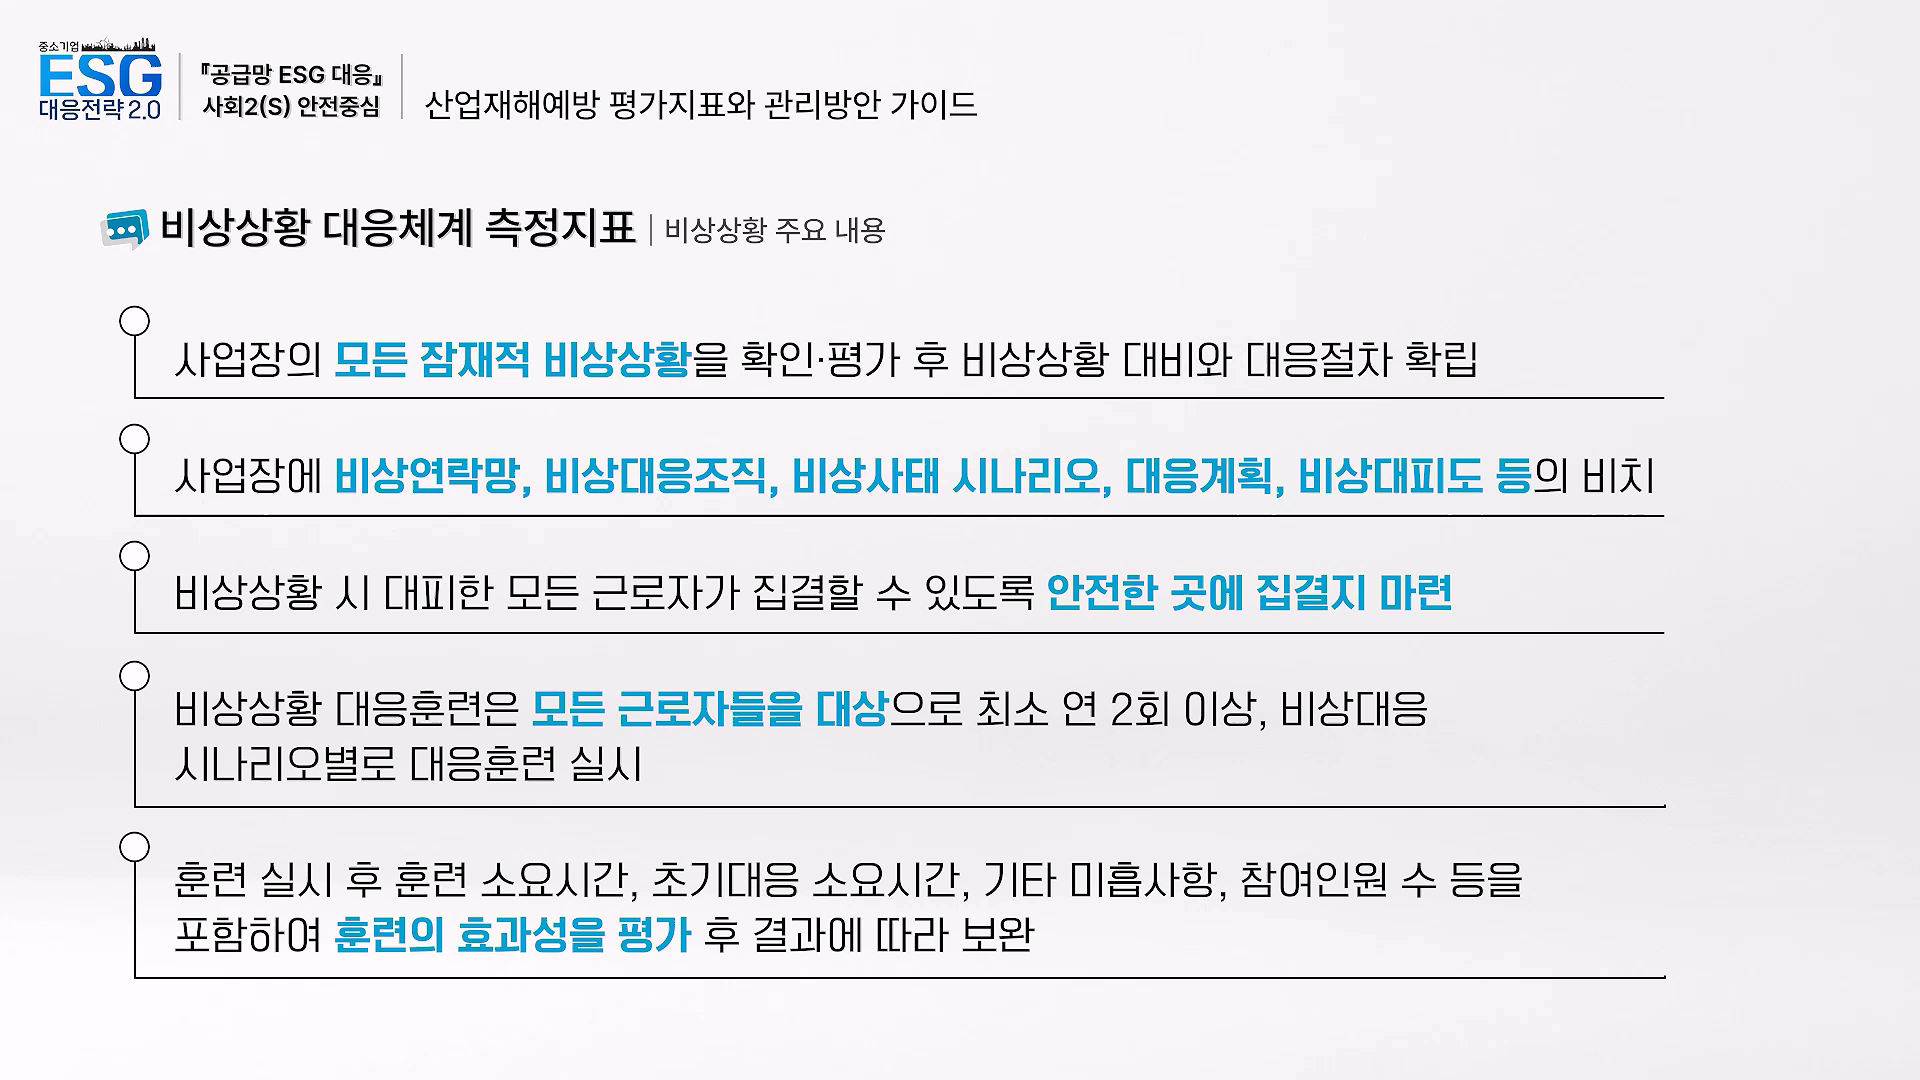 중소기업
ESG
대응전략 2.0
『공급망 ESG 대응』
사회2(S) 안전중심
산업재해예방 평가지표와 관리방안 가이드
비상상황 대응체계 측정지표 | 비상상황 주요 내용
사업장의 모든 잠재적 비상상황을 확인·평가 후 비상상황 대비와 대응절차 확립
사업장에 비상연락망, 비상대응조직, 비상사태 시나리오, 대응계획, 비상대피도 등의 비치
비상상황 시 대피한 모든 근로자가 집결할 수 있도록 안전한 곳에 집결지 마련
비상상황 대응훈련은 모든 근로자들을 대상으로 최소 연 2회 이상, 비상대응
시나리오별로 대응훈련 실시
훈련 실시 후 훈련 소요시간, 초기대응 소요시간, 기타 미흡사항, 참여인원 수 등을
포함하여 훈련의 효과성을 평가 후 결과에 따라 보완